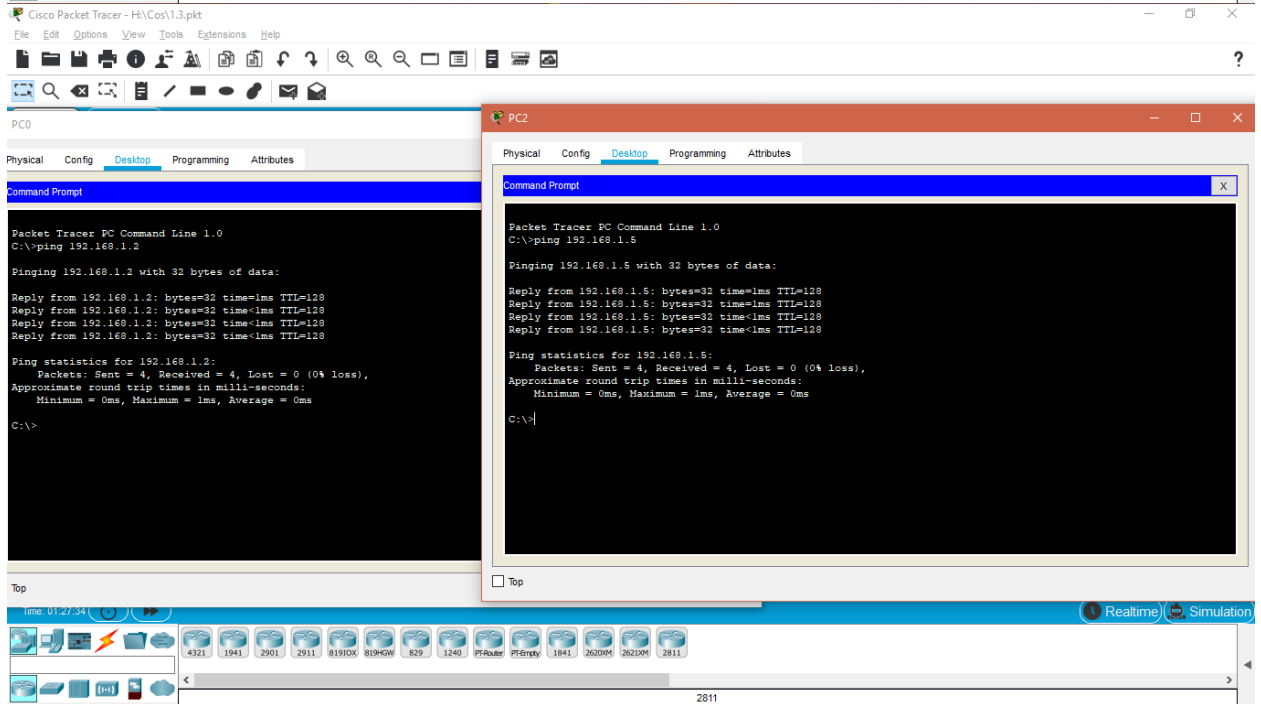 Cisco Packet Tracer - H:\Cos\1.3.pkt
File Edit Options View Tools Extensions Help
?
PC0
Physical Config Desktop Programming Attributes
Command Prompt
Packet Tracer PC Command Line 1.0
C:\>ping 192.168.1.2
Pinging 192.168.1.2 with 32 bytes of data:
Reply from 192.168.1.2: bytes=32 time=1ms TTL=128
Reply from 192.168.1.2: bytes=32 time<1ms TTL=128
Reply from 192.168.1.2: bytes=32 time<1ms TTL=128
Reply from 192.168.1.2: bytes=32 time<1ms TTL=128
Ping statistics for 192.168.1.2:
Packets: Sent = 4, Received = 4, Lost = 0 (0% loss),
Approximate round trip times in milli-seconds:
Minimum = 0ms, Maximum = 1ms, Average = 0ms
C:\>
Top
PC2
Physical Config Desktop Programming Attributes
Command Prompt X
Packet Tracer PC Command Line 1.0
C:\>ping 192.168.1.5
Pinging 192.168.1.5 with 32 bytes of data:
Reply from 192.168.1.5: bytes=32 time=1ms TTL=128
Reply from 192.168.1.5: bytes=32 time<1ms TTL=128
Reply from 192.168.1.5: bytes=32 time<1ms TTL=128
Reply from 192.168.1.5: bytes=32 time<1ms TTL=128
Ping statistics for 192.168.1.5:
Packets: Sent = 4, Received = 4, Lost = 0 (0% loss),
Approximate round trip times in milli-seconds:
Minimum = 0ms, Maximum = 1ms, Average = 0ms
C:\>
Top
Time: 01:27:34 Realtime Simulation
4321 1941 2901 2911 819IOX 819HGW 829 1240 PT-Router PT-Empty 1841 2620XM 2621XM 2811
2811